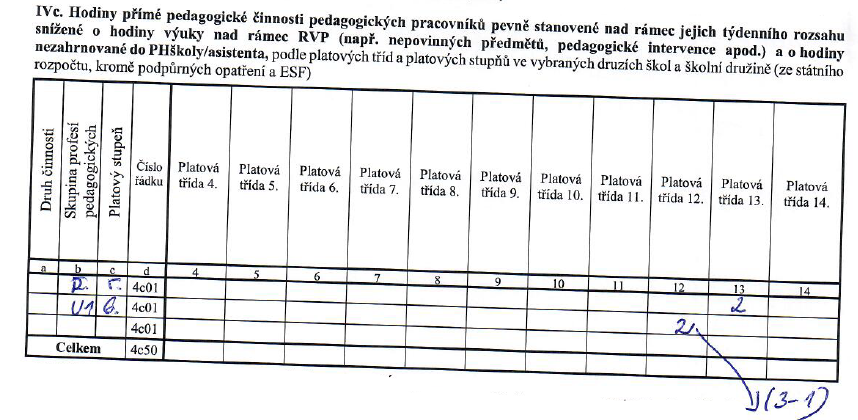 IVc. Hodiny přímé pedagogické činnosti pedagogických pracovníků pevně stanovené nad rámec jejich týdenního rozsahu
snížené o hodiny výuky nad rámec RVP (např. nepovinných předmětů, pedagogické intervence apod.) a o hodiny
nezahrnované do PHškoly/asistenta, podle platových tříd a platových stupňů ve vybraných druzích škol a školní družině (ze státního
rozpočtu, kromě podpůrných opatření a ESF)
Druh činnosti Skupina profesí pedagogických Platový stupeň Číslo řádku Platová třída 4. Platová třída 5. Platová třída 6. Platová třída 7. Platová třída 8. Platová třída 9. Platová třída 10. Platová třída 11. Platová třída 12. Platová třída 13. Platová třída 14.
a b c d 4 5 6 7 8 9 10 11 12 13 14
4c01 2
U1 6. 4c01 2
4c01
Celkem 4c50
(3-1)